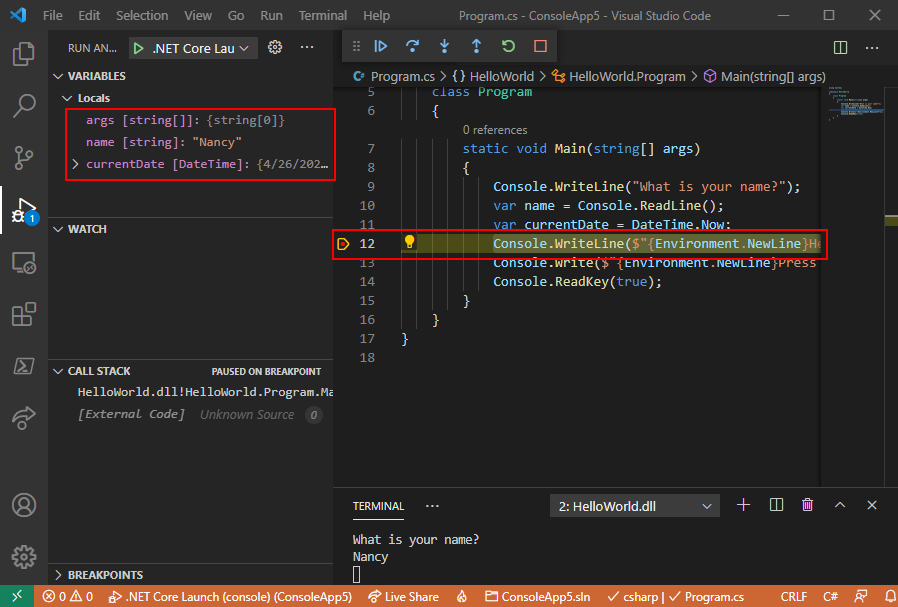 File Edit Selection View Go Run Terminal Help Program.cs - ConsoleApp5 - Visual Studio Code
RUN AN... .NET Core Lau
VARIABLES
Locals
args [string[]]: {string[0]}
name [string]: "Nancy"
currentDate [DateTime]: {4/26/202…
WATCH
CALL STACK PAUSED ON BREAKPOINT
HelloWorld.dll!HelloWorld.Program.Ma
[External Code] Unknown Source 0
BREAKPOINTS
1
Program.cs > {} HelloWorld > HelloWorld.Program > Main(string[] args)
5 class Program
6 {
0 references
7 static void Main(string[] args)
8 {
9 Console.WriteLine("What is your name?");
10 var name = Console.ReadLine();
11 var currentDate = DateTime.Now;
12 Console.WriteLine($"{Environment.NewLine}He
13 Console.Write($"{Environment.NewLine}Press
14 Console.ReadKey(true);
15 }
16 }
17 }
18
TERMINAL ... 2: HelloWorld.dll
What is your name?
Nancy
0 0 .NET Core Launch (console) (ConsoleApp5) Live Share ConsoleApp5.sln csharp | Program.cs CRLF C#